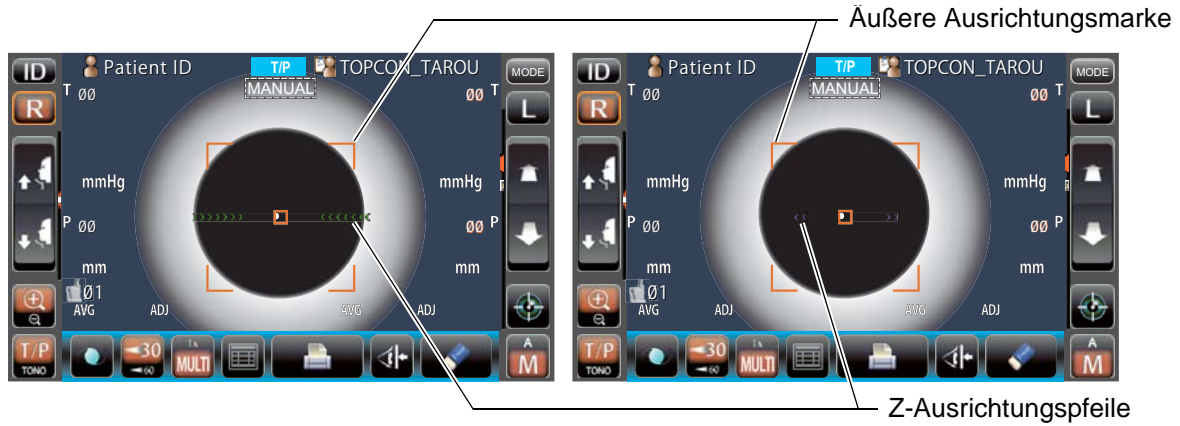 Äußere Ausrichtungsmarke
ID Patient ID T/P TOPCON_TAROU MODE
MANUAL
R T 00 00 T L
mmHg mmHg
P 00 00 P
mm mm
01
AVG ADJ AVG ADJ
T/P TONO 30 60 1x MULTI A M
ID Patient ID T/P TOPCON_TAROU MODE
MANUAL
R T 00 00 T L
mmHg mmHg
P 00 00 P
mm mm
01
AVG ADJ AVG ADJ
T/P TONO 30 60 1x MULTI A M
Z-Ausrichtungspfeile